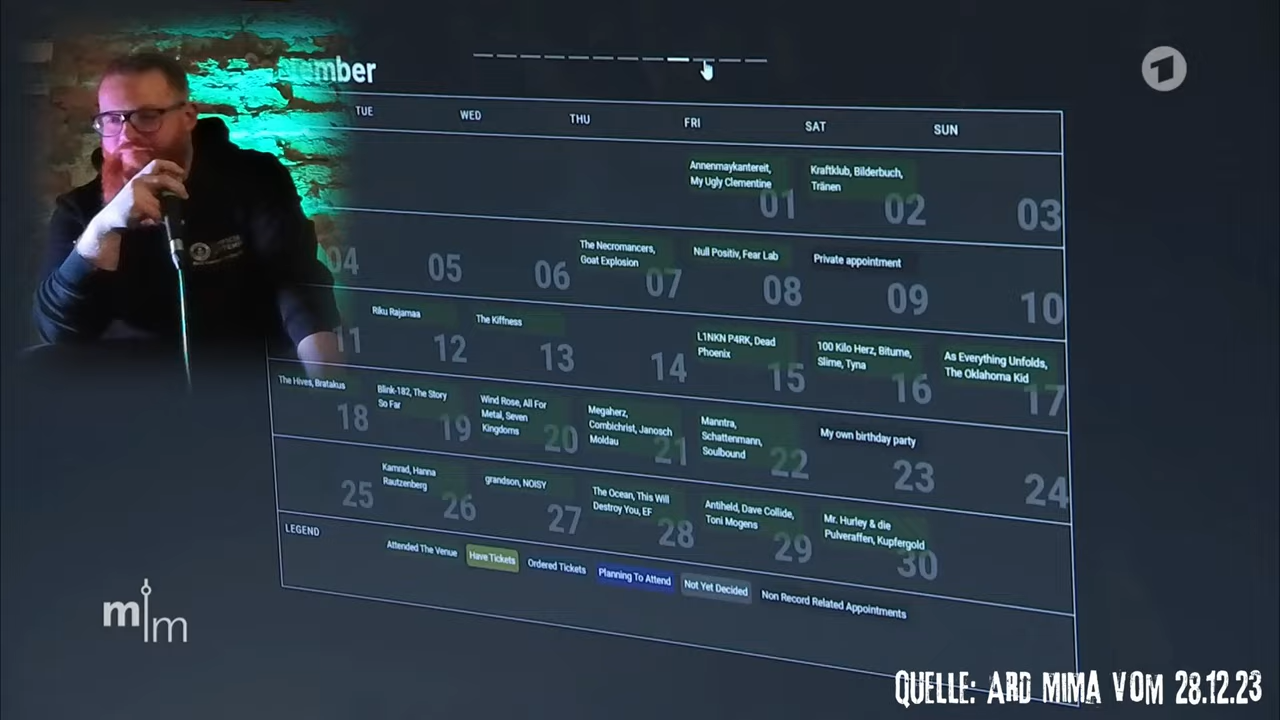 mber
TUE WED THU FRI SAT SUN
Annenmaykantereit,
My Ugly Clementine
01
Kraftklub, Bilderbuch,
Tränen
02
03
04
05
06
The Necromancers,
Goat Explosion
07
Null Positiv, Fear Lab
08
Private appointment
09
10
11
Riku Rajamaa
12
The Kiffness
13
14
L1NKN P4RK, Dead
Phoenix
15
100 Kilo Herz, Bitume,
Slime, Tyna
16
As Everything Unfolds,
The Oklahoma Kid
17
The Hives, Bratakus
18
Blink-182, The Story
So Far
19
Wind Rose, All For
Metal, Seven
Kingdoms
20
Megaherz,
Combichrist, Janosch
Moldau
21
Manntra,
Schattenmann,
Soulbound
22
My own birthday party
23
24
25
Kamrad, Hanna
Rautzenberg
26
grandson, NOISY
27
The Ocean, This Will
Destroy You, EF
28
Antiheld, Dave Collide,
Toni Mogens
29
Mr. Hurley & die
Pulveraffen, Kupfergold
30
LEGEND
Attended The Venue Have Tickets Ordered Tickets Planning To Attend Not Yet Decided Non Record Related Appointments
1
m m
QUELLE: ARD MIMA VOM 28.12.23